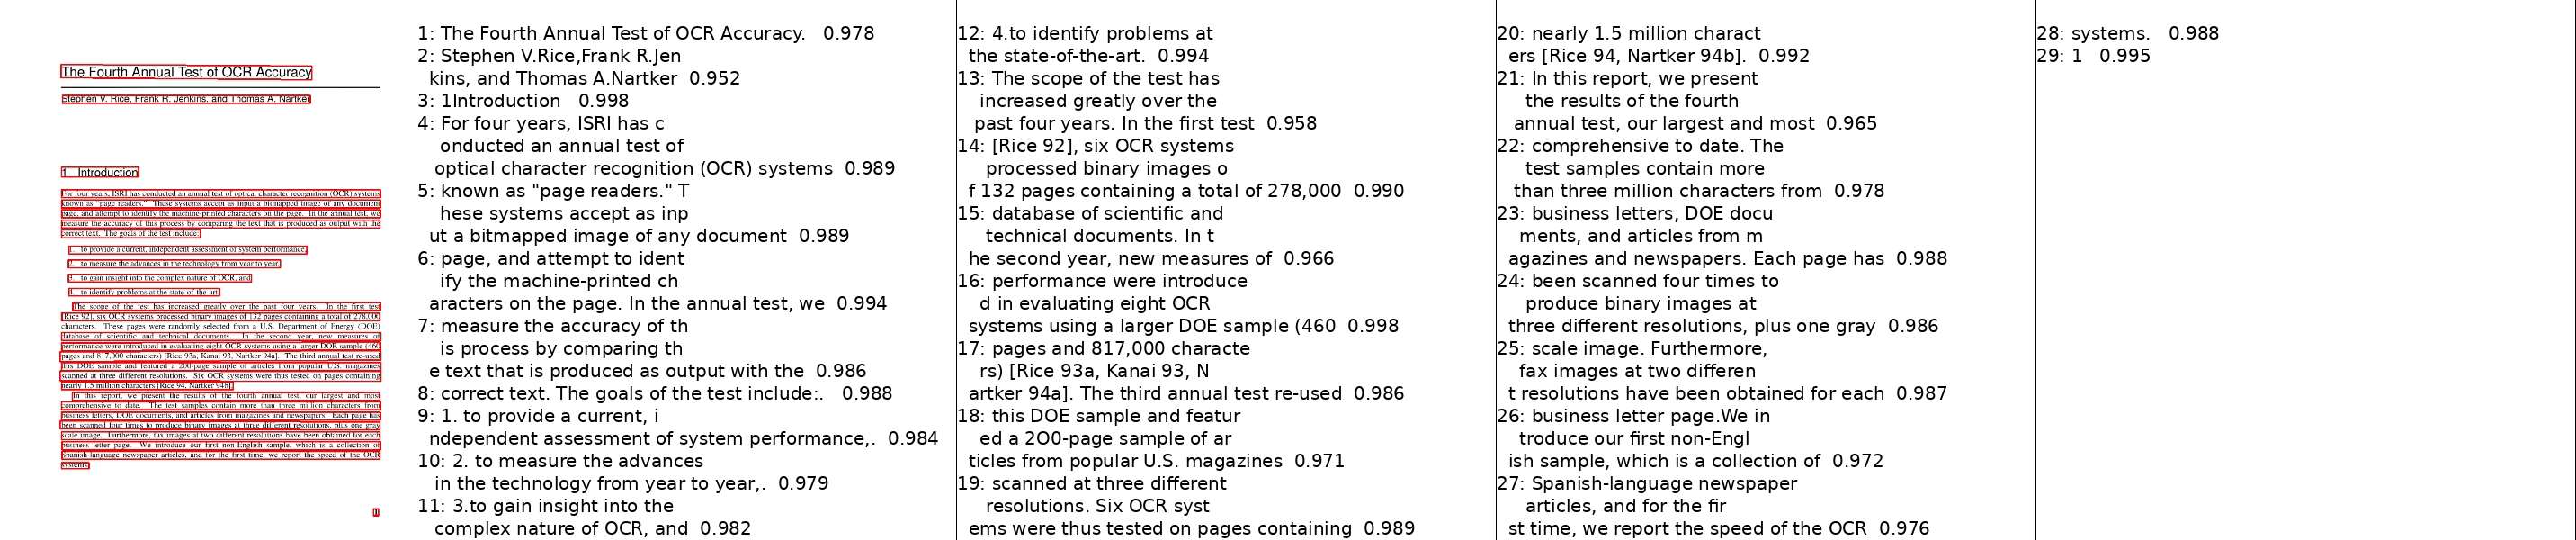 The Fourth Annual Test of OCR Accuracy
Stephen V. Rice, Frank R. Jenkins, and Thomas A. Nartker
1 Introduction
For four years, ISRI has conducted an annual test of optical character recognition (OCR) systems
known as "page readers." These systems accept as input a bitmapped image of any document
page, and attempt to identify the machine-printed characters on the page. In the annual test, we
measure the accuracy of this process by comparing the text that is produced as output with the
correct text. The goals of the test include:
1. to provide a current, independent assessment of system performance,
2. to measure the advances in the technology from year to year,
3. to gain insight into the complex nature of OCR, and
4. to identify problems at the state-of-the-art.
The scope of the test has increased greatly over the past four years. In the first test
[Rice 92], six OCR systems processed binary images of 132 pages containing a total of 278,000
characters. These pages were randomly selected from a U.S. Department of Energy (DOE)
database of scientific and technical documents. In the second year, new measures of
performance were introduced in evaluating eight OCR systems using a larger DOE sample (460
pages and 817,000 characters) [Rice 93a, Kanai 93, Nartker 94a]. The third annual test re-used
this DOE sample and featured a 200-page sample of articles from popular U.S. magazines
scanned at three different resolutions. Six OCR systems were thus tested on pages containing
nearly 1.5 million characters [Rice 94, Nartker 94b].
In this report, we present the results of the fourth annual test, our largest and most
comprehensive to date. The test samples contain more than three million characters from
business letters, DOE documents, and articles from magazines and newspapers. Each page has
been scanned four times to produce binary images at three different resolutions, plus one gray
scale image. Furthermore, fax images at two different resolutions have been obtained for each
business letter page. We introduce our first non-English sample, which is a collection of
Spanish-language newspaper articles, and for the first time, we report the speed of the OCR
systems.
1
1: The Fourth Annual Test of OCR Accuracy. 0.978
2: Stephen V.Rice,Frank R.Jen
kins, and Thomas A.Nartker 0.952
3: 1Introduction 0.998
4: For four years, ISRI has c
onducted an annual test of
optical character recognition (OCR) systems 0.989
5: known as "page readers." T
hese systems accept as inp
ut a bitmapped image of any document 0.989
6: page, and attempt to ident
ify the machine-printed ch
aracters on the page. In the annual test, we 0.994
7: measure the accuracy of th
is process by comparing th
e text that is produced as output with the 0.986
8: correct text. The goals of the test include:. 0.988
9: 1. to provide a current, i
ndependent assessment of system performance,. 0.984
10: 2. to measure the advances
in the technology from year to year,. 0.979
11: 3.to gain insight into the
complex nature of OCR, and 0.982
12: 4.to identify problems at
the state-of-the-art. 0.994
13: The scope of the test has
increased greatly over the
past four years. In the first test 0.958
14: [Rice 92], six OCR systems
processed binary images o
f 132 pages containing a total of 278,000 0.990
15: database of scientific and
technical documents. In t
he second year, new measures of 0.966
16: performance were introduce
d in evaluating eight OCR
systems using a larger DOE sample (460 0.998
17: pages and 817,000 characte
rs) [Rice 93a, Kanai 93, N
artker 94a]. The third annual test re-used 0.986
18: this DOE sample and featur
ed a 2O0-page sample of ar
ticles from popular U.S. magazines 0.971
19: scanned at three different
resolutions. Six OCR syst
ems were thus tested on pages containing 0.989
20: nearly 1.5 million charact
ers [Rice 94, Nartker 94b]. 0.992
21: In this report, we present
the results of the fourth
annual test, our largest and most 0.965
22: comprehensive to date. The
test samples contain more
than three million characters from 0.978
23: business letters, DOE docu
ments, and articles from m
agazines and newspapers. Each page has 0.988
24: been scanned four times to
produce binary images at
three different resolutions, plus one gray 0.986
25: scale image. Furthermore,
fax images at two differen
t resolutions have been obtained for each 0.987
26: business letter page.We in
troduce our first non-Engl
ish sample, which is a collection of 0.972
27: Spanish-language newspaper
articles, and for the fir
st time, we report the speed of the OCR 0.976
28: systems. 0.988
29: 1 0.995